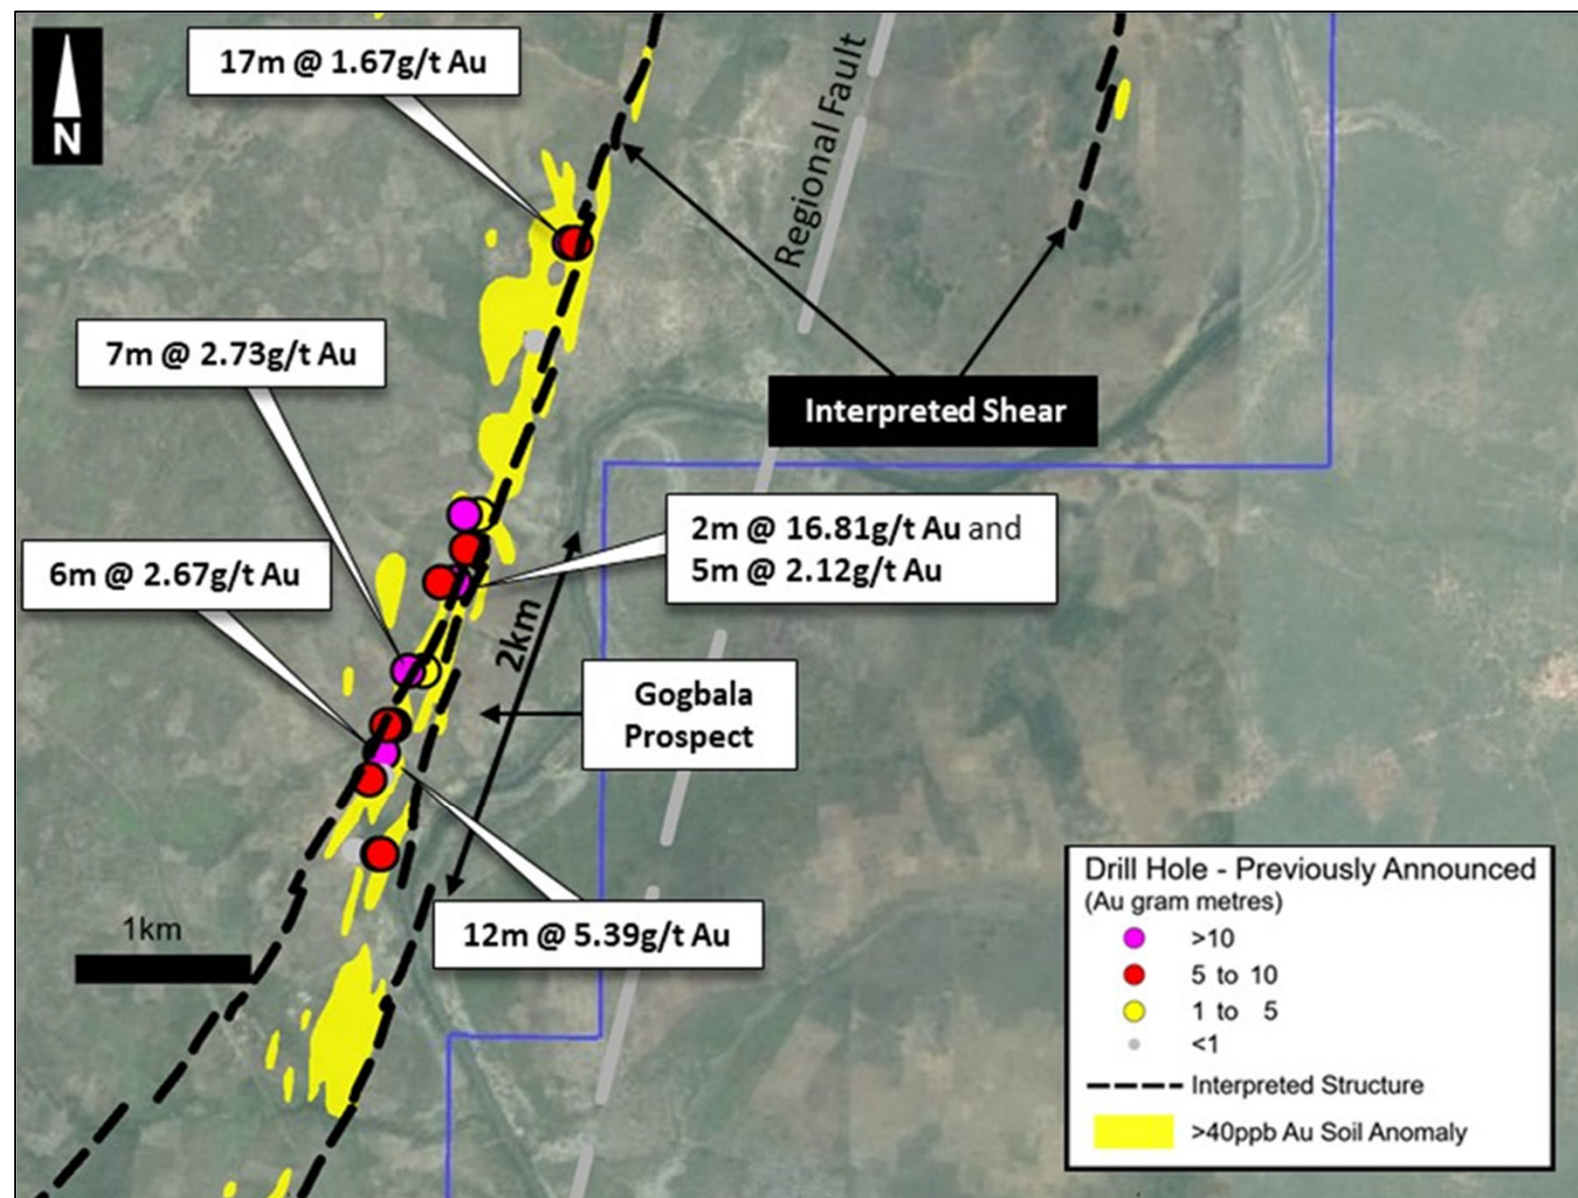 N
17m @ 1.67g/t Au
Regional Fault
7m @ 2.73g/t Au
Interpreted Shear
2m @ 16.81g/t Au and
5m @ 2.12g/t Au
6m @ 2.67g/t Au
2km
Gogbala
Prospect
12m @ 5.39g/t Au
1km
Drill Hole - Previously Announced
(Au gram metres)
>10
5 to 10
1 to 5
<1
Interpreted Structure
>40ppb Au Soil Anomaly